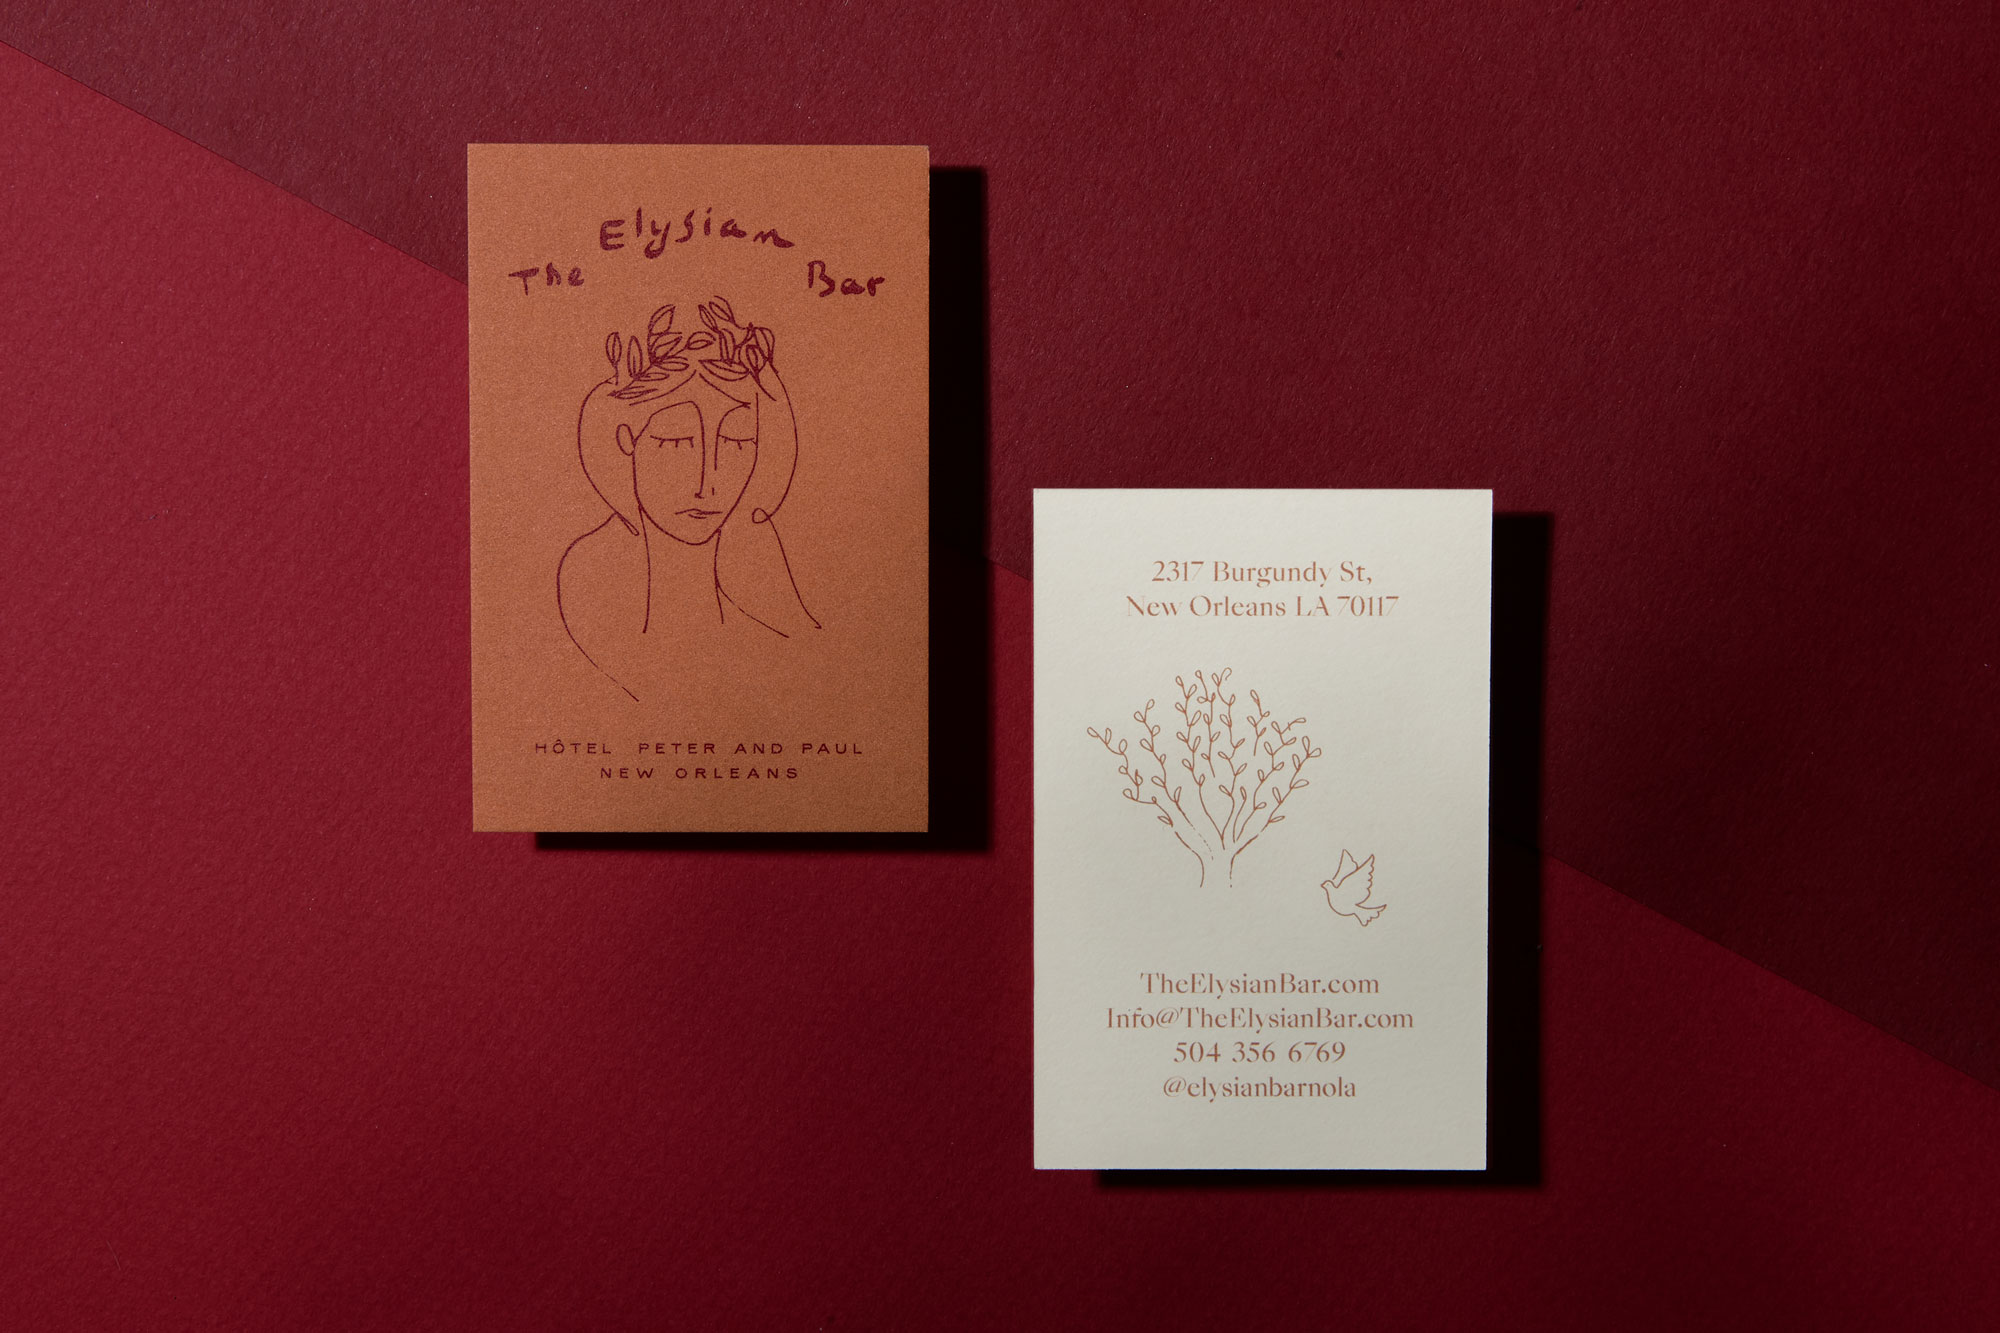 The Elysian Bar
HÔTEL PETER AND PAUL
NEW ORLEANS
2317 Burgundy St,
New Orleans LA 70117
TheElysianBar.com
Info@TheElysianBar.com
504 356 6769
@elysianbarnola